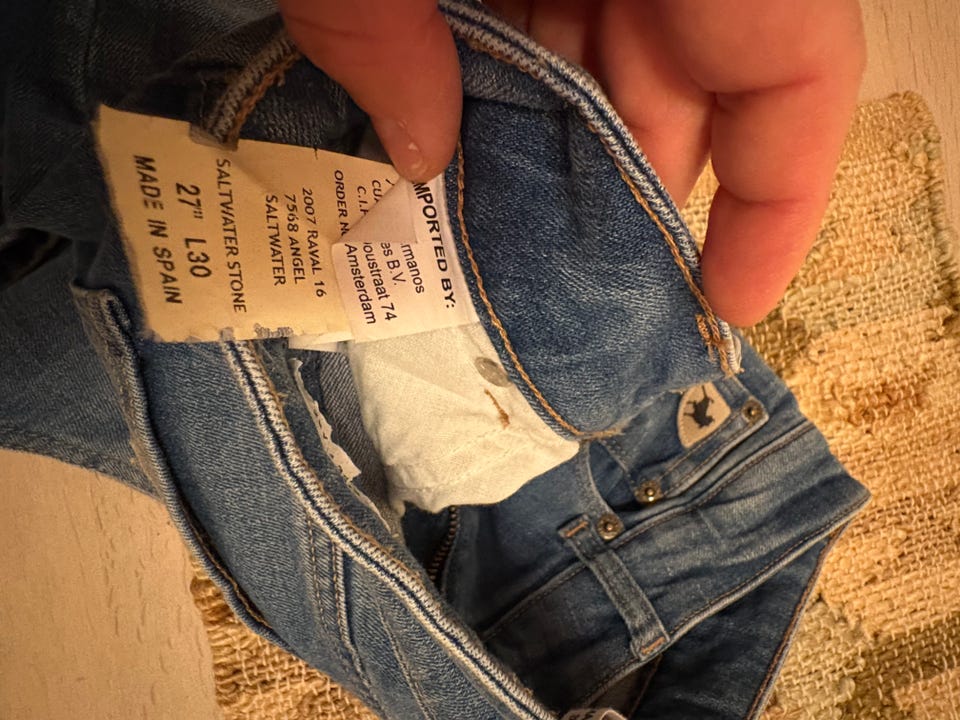 IMPORTED BY:
rmanos
es B.V.
oustraat 74
Amsterdam
ORDER N
CU
C.I.F
2007 RAVAL 16
7568 ANGEL
SALTWATER
SALTWATER STONE
27" L30
MADE IN SPAIN